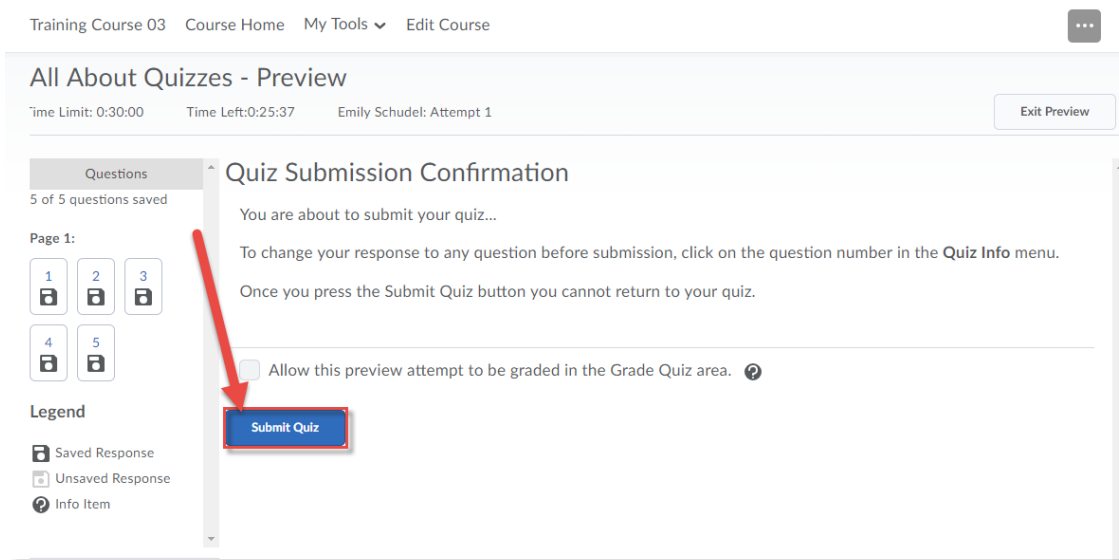 Training Course 03 Course Home My Tools Edit Course
All About Quizzes - Preview
Time Limit: 0:30:00 Time Left:0:25:37 Emily Schudel: Attempt 1
Exit Preview
Questions
5 of 5 questions saved
Page 1:
1 2 3
4 5
Legend
Saved Response
Unsaved Response
Info Item
Quiz Submission Confirmation
You are about to submit your quiz...
To change your response to any question before submission, click on the question number in the Quiz Info menu.
Once you press the Submit Quiz button you cannot return to your quiz.
Allow this preview attempt to be graded in the Grade Quiz area.
Submit Quiz